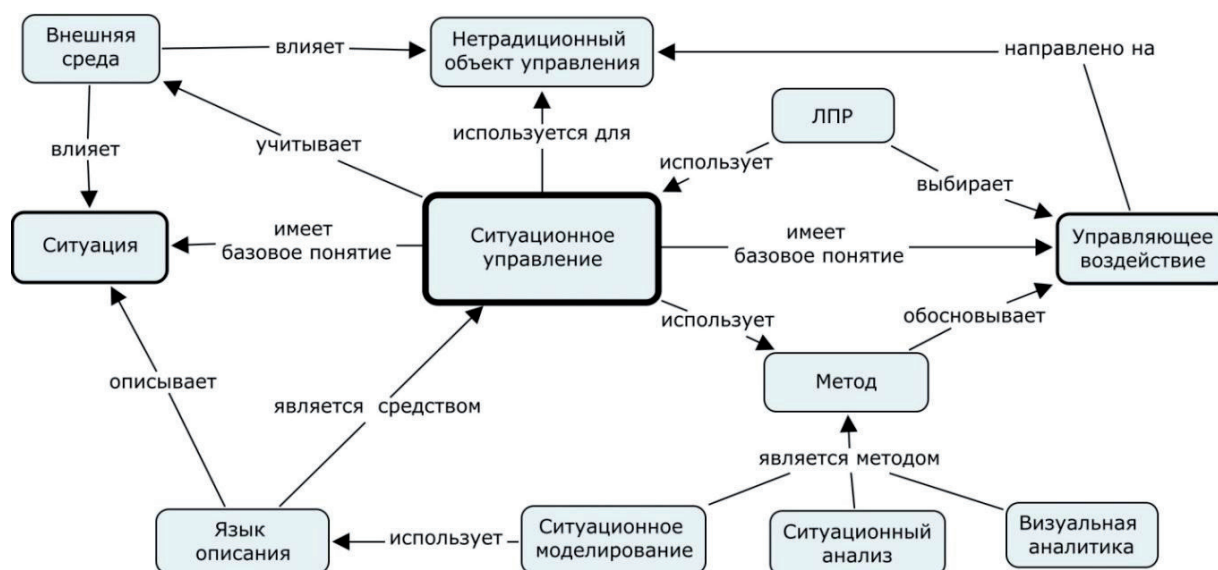 Внешняя
среда
влияет
Нетрадиционный
объект управления
направлено на
ЛПР
влияет
учитывает
используется для
использует
выбирает
Ситуация
имеет
базовое понятие
Ситуационное
управление
имеет
базовое понятие
Управляющее
воздействие
использует
обосновывает
описывает
является средством
Метод
является методом
Язык
описания
использует
Ситуационное
моделирование
Ситуационный
анализ
Визуальная
аналитика